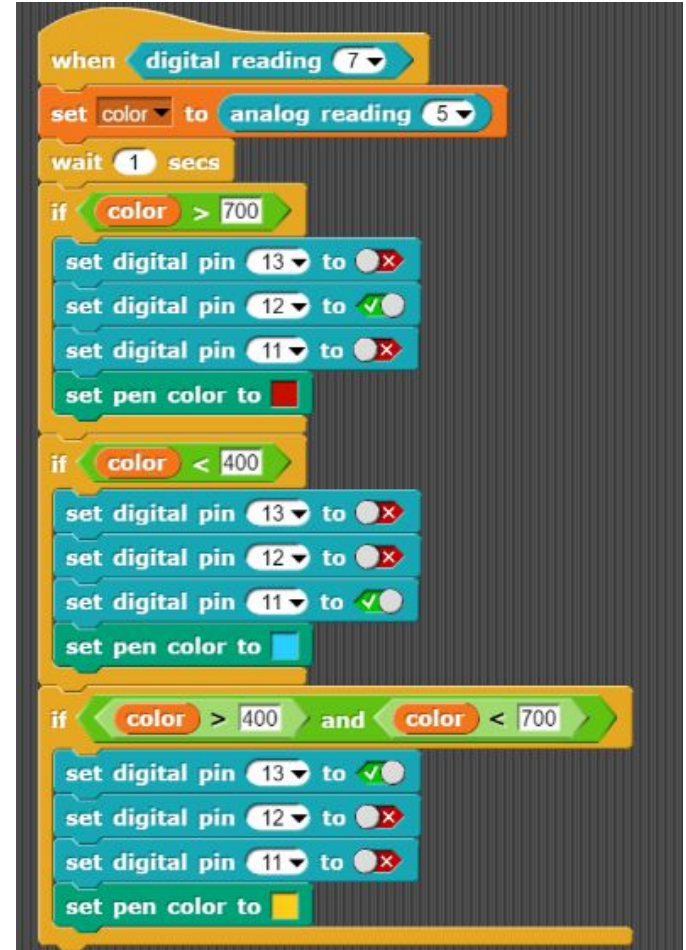 when digital reading 7
set color to analog reading 5
wait 1 secs
if color > 700
set digital pin 13 to
set digital pin 12 to
set digital pin 11 to
set pen color to
if color < 400
set digital pin 13 to
set digital pin 12 to
set digital pin 11 to
set pen color to
if color > 400 and color < 700
set digital pin 13 to
set digital pin 12 to
set digital pin 11 to
set pen color to